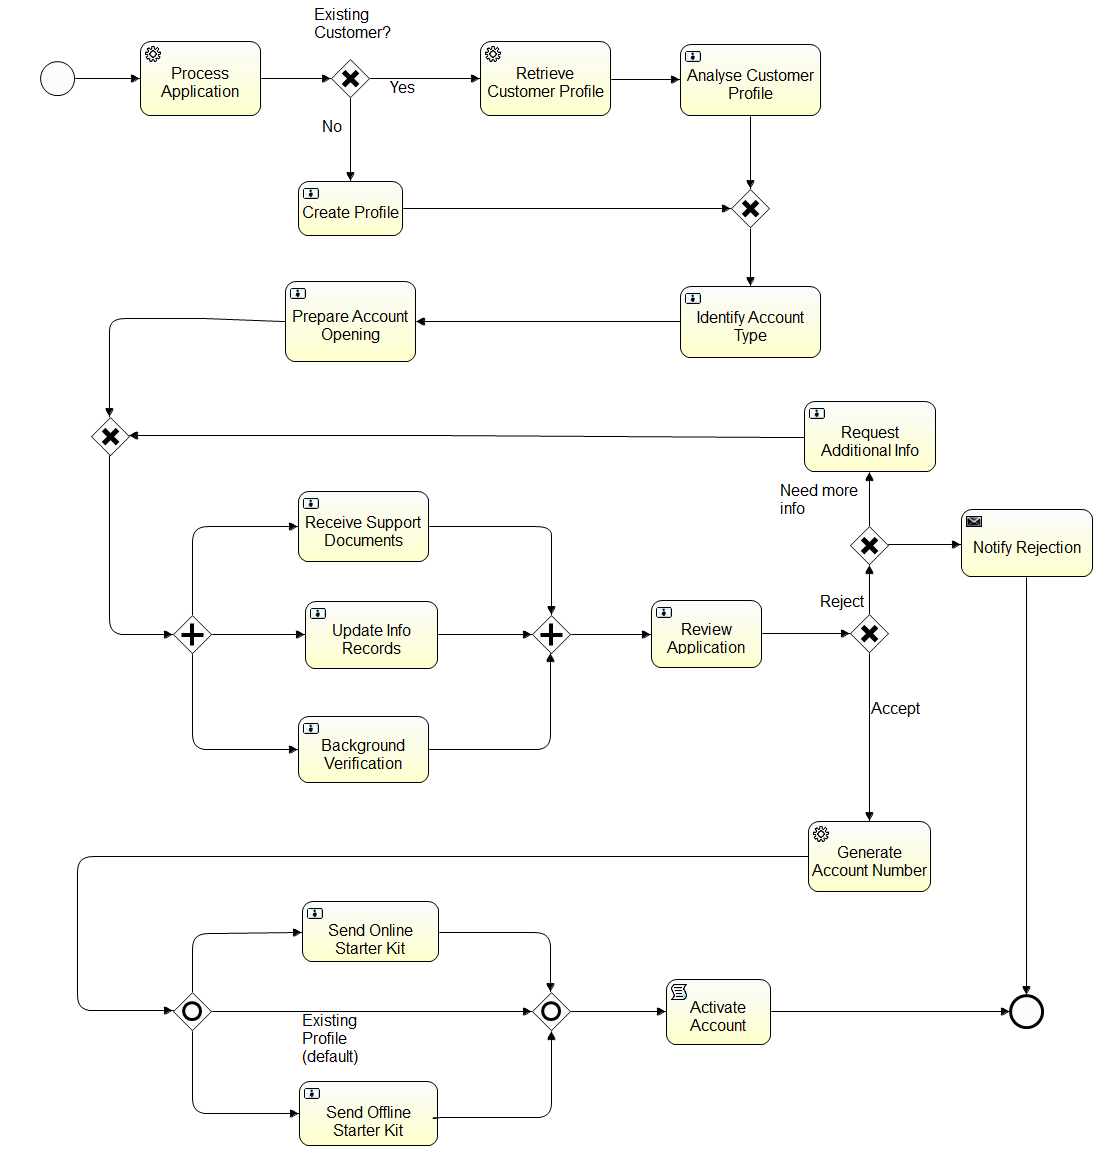 Existing
Customer?
Process
Application
Yes
Retrieve
Customer Profile
Analyse Customer
Profile
No
Create Profile
Prepare Account
Opening
Identify Account
Type
Request
Additional Info
Need more
info
Receive Support
Documents
Notify Rejection
Reject
Update Info
Records
Review
Application
Accept
Background
Verification
Generate
Account Number
Send Online
Starter Kit
Existing
Profile
(default)
Activate
Account
Send Offline
Starter Kit